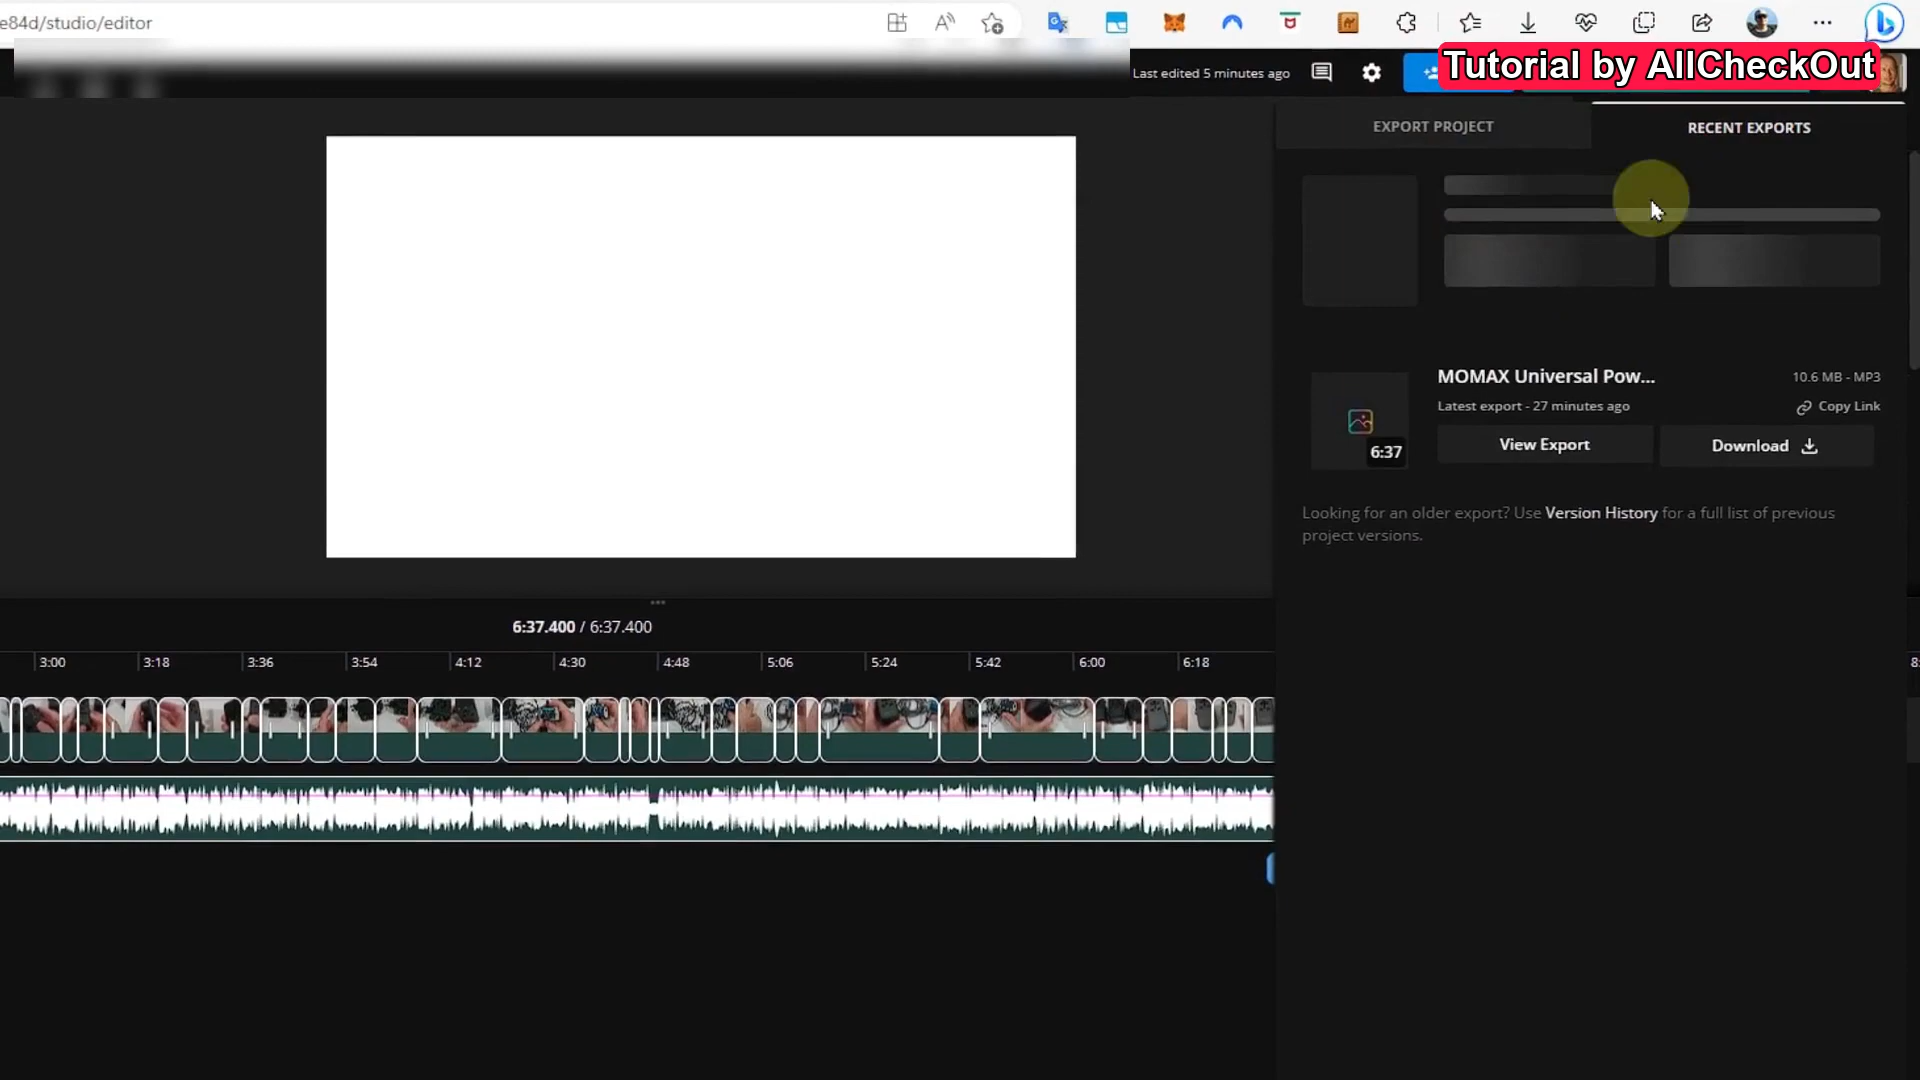 e84d/studio/editor
Last edited 5 minutes ago
Tutorial by AllCheckOut
EXPORT PROJECT
RECENT EXPORTS
MOMAX Universal Pow...
10.6 MB - MP3
Latest export - 27 minutes ago
Copy Link
6:37
View Export
Download
Looking for an older export? Use Version History for a full list of previous
project versions.
6:37.400 / 6:37.400
3:00 3:18 3:36 3:54 4:12 4:30 4:48 5:06 5:24 5:42 6:00 6:18 8: